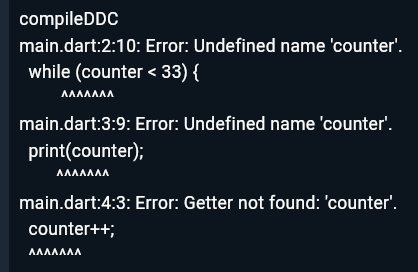 compileDDC
main.dart:2:10: Error: Undefined name 'counter'.
while (counter < 33) {
^^^^^^^
main.dart:3:9: Error: Undefined name 'counter'.
print(counter);
^^^^^^^
main.dart:4:3: Error: Getter not found: 'counter'.
counter++;
^^^^^^^